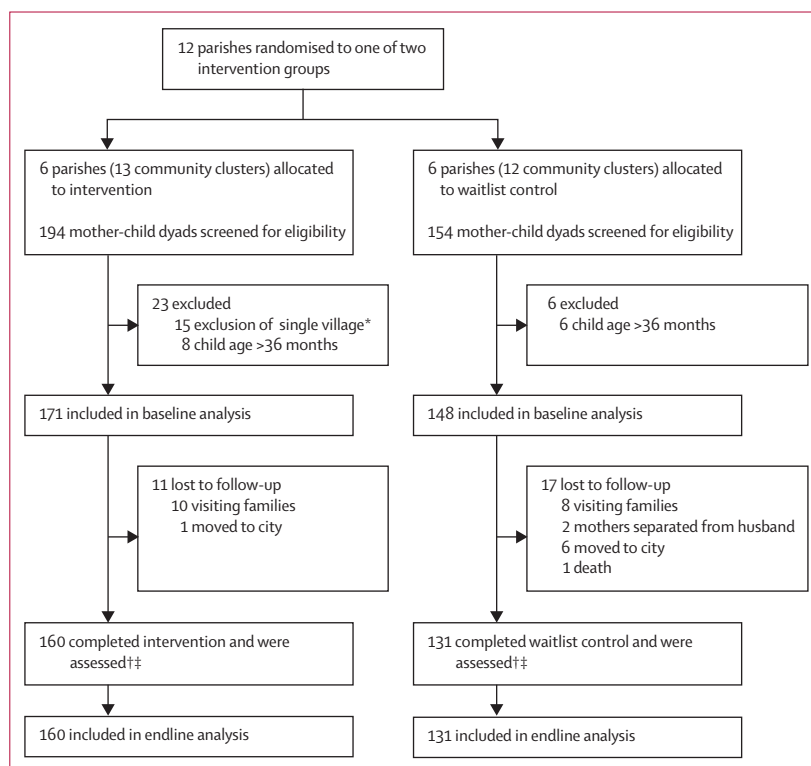 12 parishes randomised to one of two
intervention groups
6 parishes (13 community clusters) allocated
to intervention
194 mother-child dyads screened for eligibility
6 parishes (12 community clusters) allocated
to waitlist control
154 mother-child dyads screened for eligibility
23 excluded
15 exclusion of single village*
8 child age >36 months
6 excluded
6 child age >36 months
171 included in baseline analysis
148 included in baseline analysis
11 lost to follow-up
10 visiting families
1 moved to city
17 lost to follow-up
8 visiting families
2 mothers separated from husband
6 moved to city
1 death
160 completed intervention and were
assessed†‡
131 completed waitlist control and were
assessed†‡
160 included in endline analysis
131 included in endline analysis